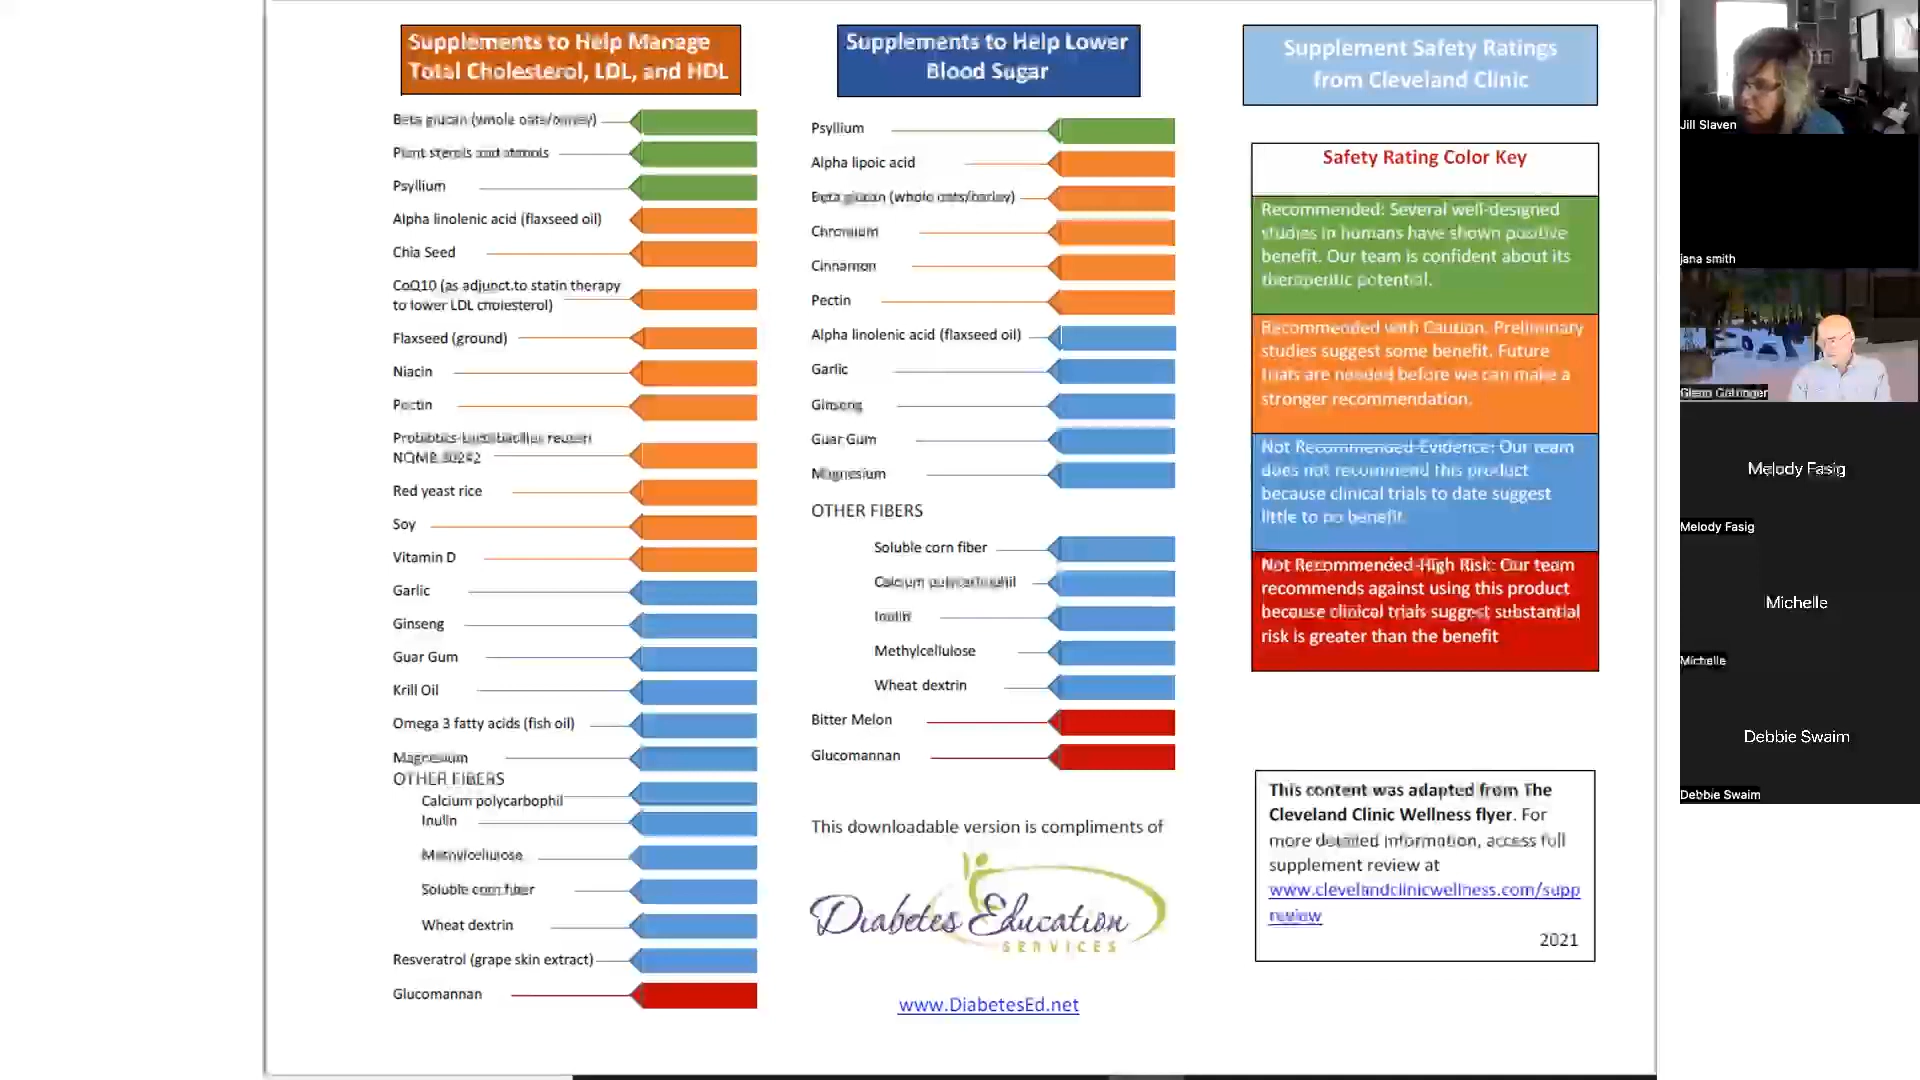 Supplements to Help Manage
Total Cholesterol, LDL, and HDL
Beta glucan (whole oats/barley)
Plant sterols and stanols
Psyllium
Alpha linolenic acid (flaxseed oil)
Chia Seed
CoQ10 (as adjunct to statin therapy
to lower LDL cholesterol)
Flaxseed (ground)
Niacin
Pectin
Probiotics-Lactobacillus reuteri
Red yeast rice
Soy
Vitamin D
Garlic
Ginseng
Guar Gum
Krill Oil
Omega 3 fatty acids (fish oil)
Magnesium
OTHER FIBERS
Calcium polycarbophil
Inulin
Methylcellulose
Soluble corn fiber
Wheat dextrin
Resveratrol (grape skin extract)
Glucomannan
Supplements to Help Lower
Blood Sugar
Psyllium
Alpha lipoic acid
Beta glucan (whole oats/barley)
Chromium
Cinnamon
Pectin
Alpha linolenic acid (flaxseed oil)
Garlic
Ginseng
Guar Gum
Magnesium
OTHER FIBERS
Soluble corn fiber
Calcium polycarbophil
Inulin
Methylcellulose
Wheat dextrin
Bitter Melon
Glucomannan
This downloadable version is compliments of
Diabetes Education
SERVICES
www.DiabetesEd.net
Supplement Safety Ratings
from Cleveland Clinic
Safety Rating Color Key
Recommended: Several well-designed
studies in humans have shown positive
benefit. Our team is confident about its
therapeutic potential.
Recommended with Caution. Preliminary
studies suggest some benefit. Future
trials are needed before we can make a
stronger recommendation.
Not Recommended-Evidence: Our team
does not recommend this product
because clinical trials to date suggest
little to no benefit.
Not Recommended-High Risk: Our team
recommends against using this product
because clinical trials suggest substantial
risk is greater than the benefit
This content was adapted from The
Cleveland Clinic Wellness flyer. For
more detailed information, access full
supplement review at
www.clevelandclinicwellness.com/supp
review
2021
Jill Slaven
jana smith
Glenn
Melody Fasig
Melody Fasig
Michelle
Michelle
Debbie Swaim
Debbie Swaim